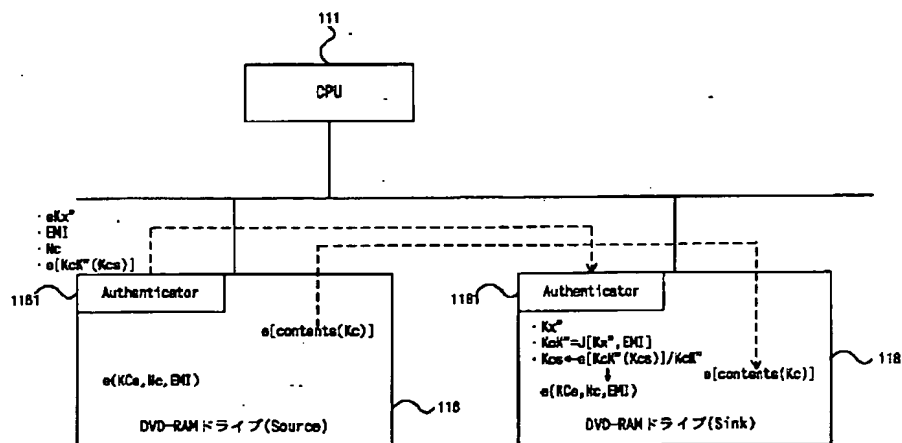 111
CPU
・eKx"
・EMI
・Nc
・e[KcK"(Kcs)]
1181
Authenticator
e[contents(Kc)]
e(KCs,Nc,EMI)
DVD-RAMドライブ(Source)
118
1181
Authenticator
・Kx"
・KcK"=J[Kx",EMI]
・Kcs←e[KcK"(Kcs)]/KcK"
↓
e(KCs,Nc,EMI)
e[contents(Kc)]
DVD-RAMドライブ(Sink)
118